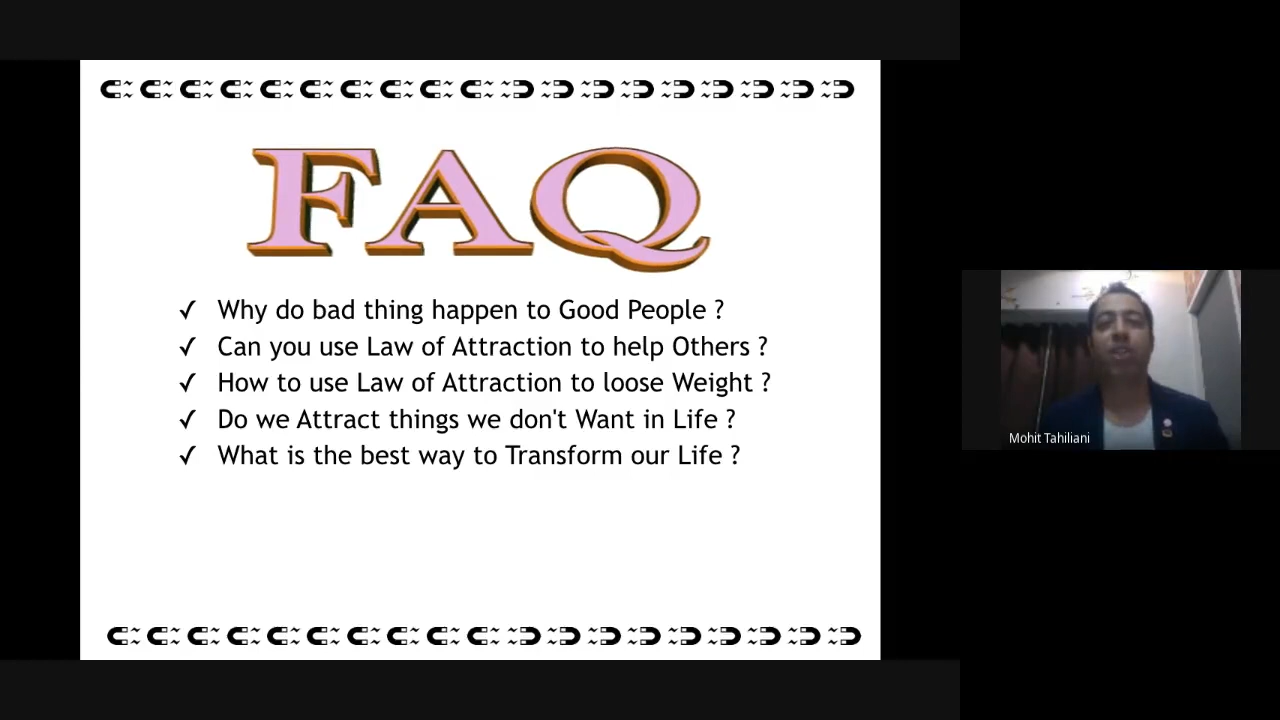 FAQ
✓ Why do bad thing happen to Good People ?
✓ Can you use Law of Attraction to help Others ?
✓ How to use Law of Attraction to loose Weight ?
✓ Do we Attract things we don't Want in Life ?
✓ What is the best way to Transform our Life ?
Mohit Tahiliani